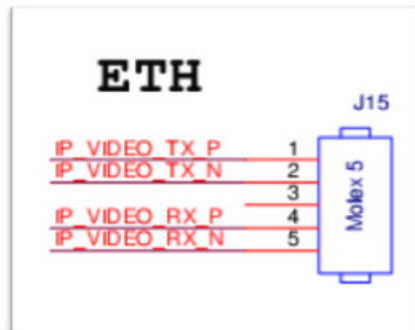 ETH
J15
IP_VIDEO_TX_P 1
IP_VIDEO_TX_N 2
3
IP_VIDEO_RX_P 4
IP_VIDEO_RX_N 5
Molex 5